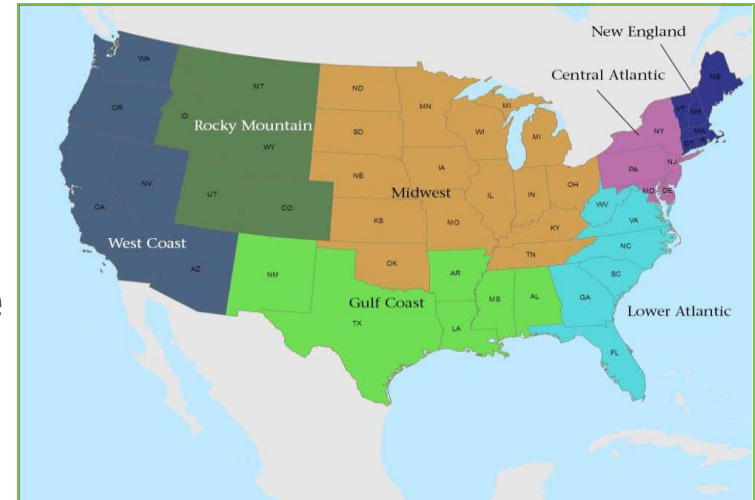 New England
Central Atlantic
WA
MT
ND
ME
OR
ID
MN
MI
VT
NH
Rocky Mountain
SD
WI
MI
NY
MA
CT
RI
WY
NE
IA
PA
NJ
NV
UT
CO
Midwest
IL
IN
OH
MD
DE
CA
KS
MO
WV
VA
KY
West Coast
AZ
NM
OK
AR
TN
NC
SC
e
Gulf Coast
MS
AL
GA
Lower Atlantic
TX
LA
FL